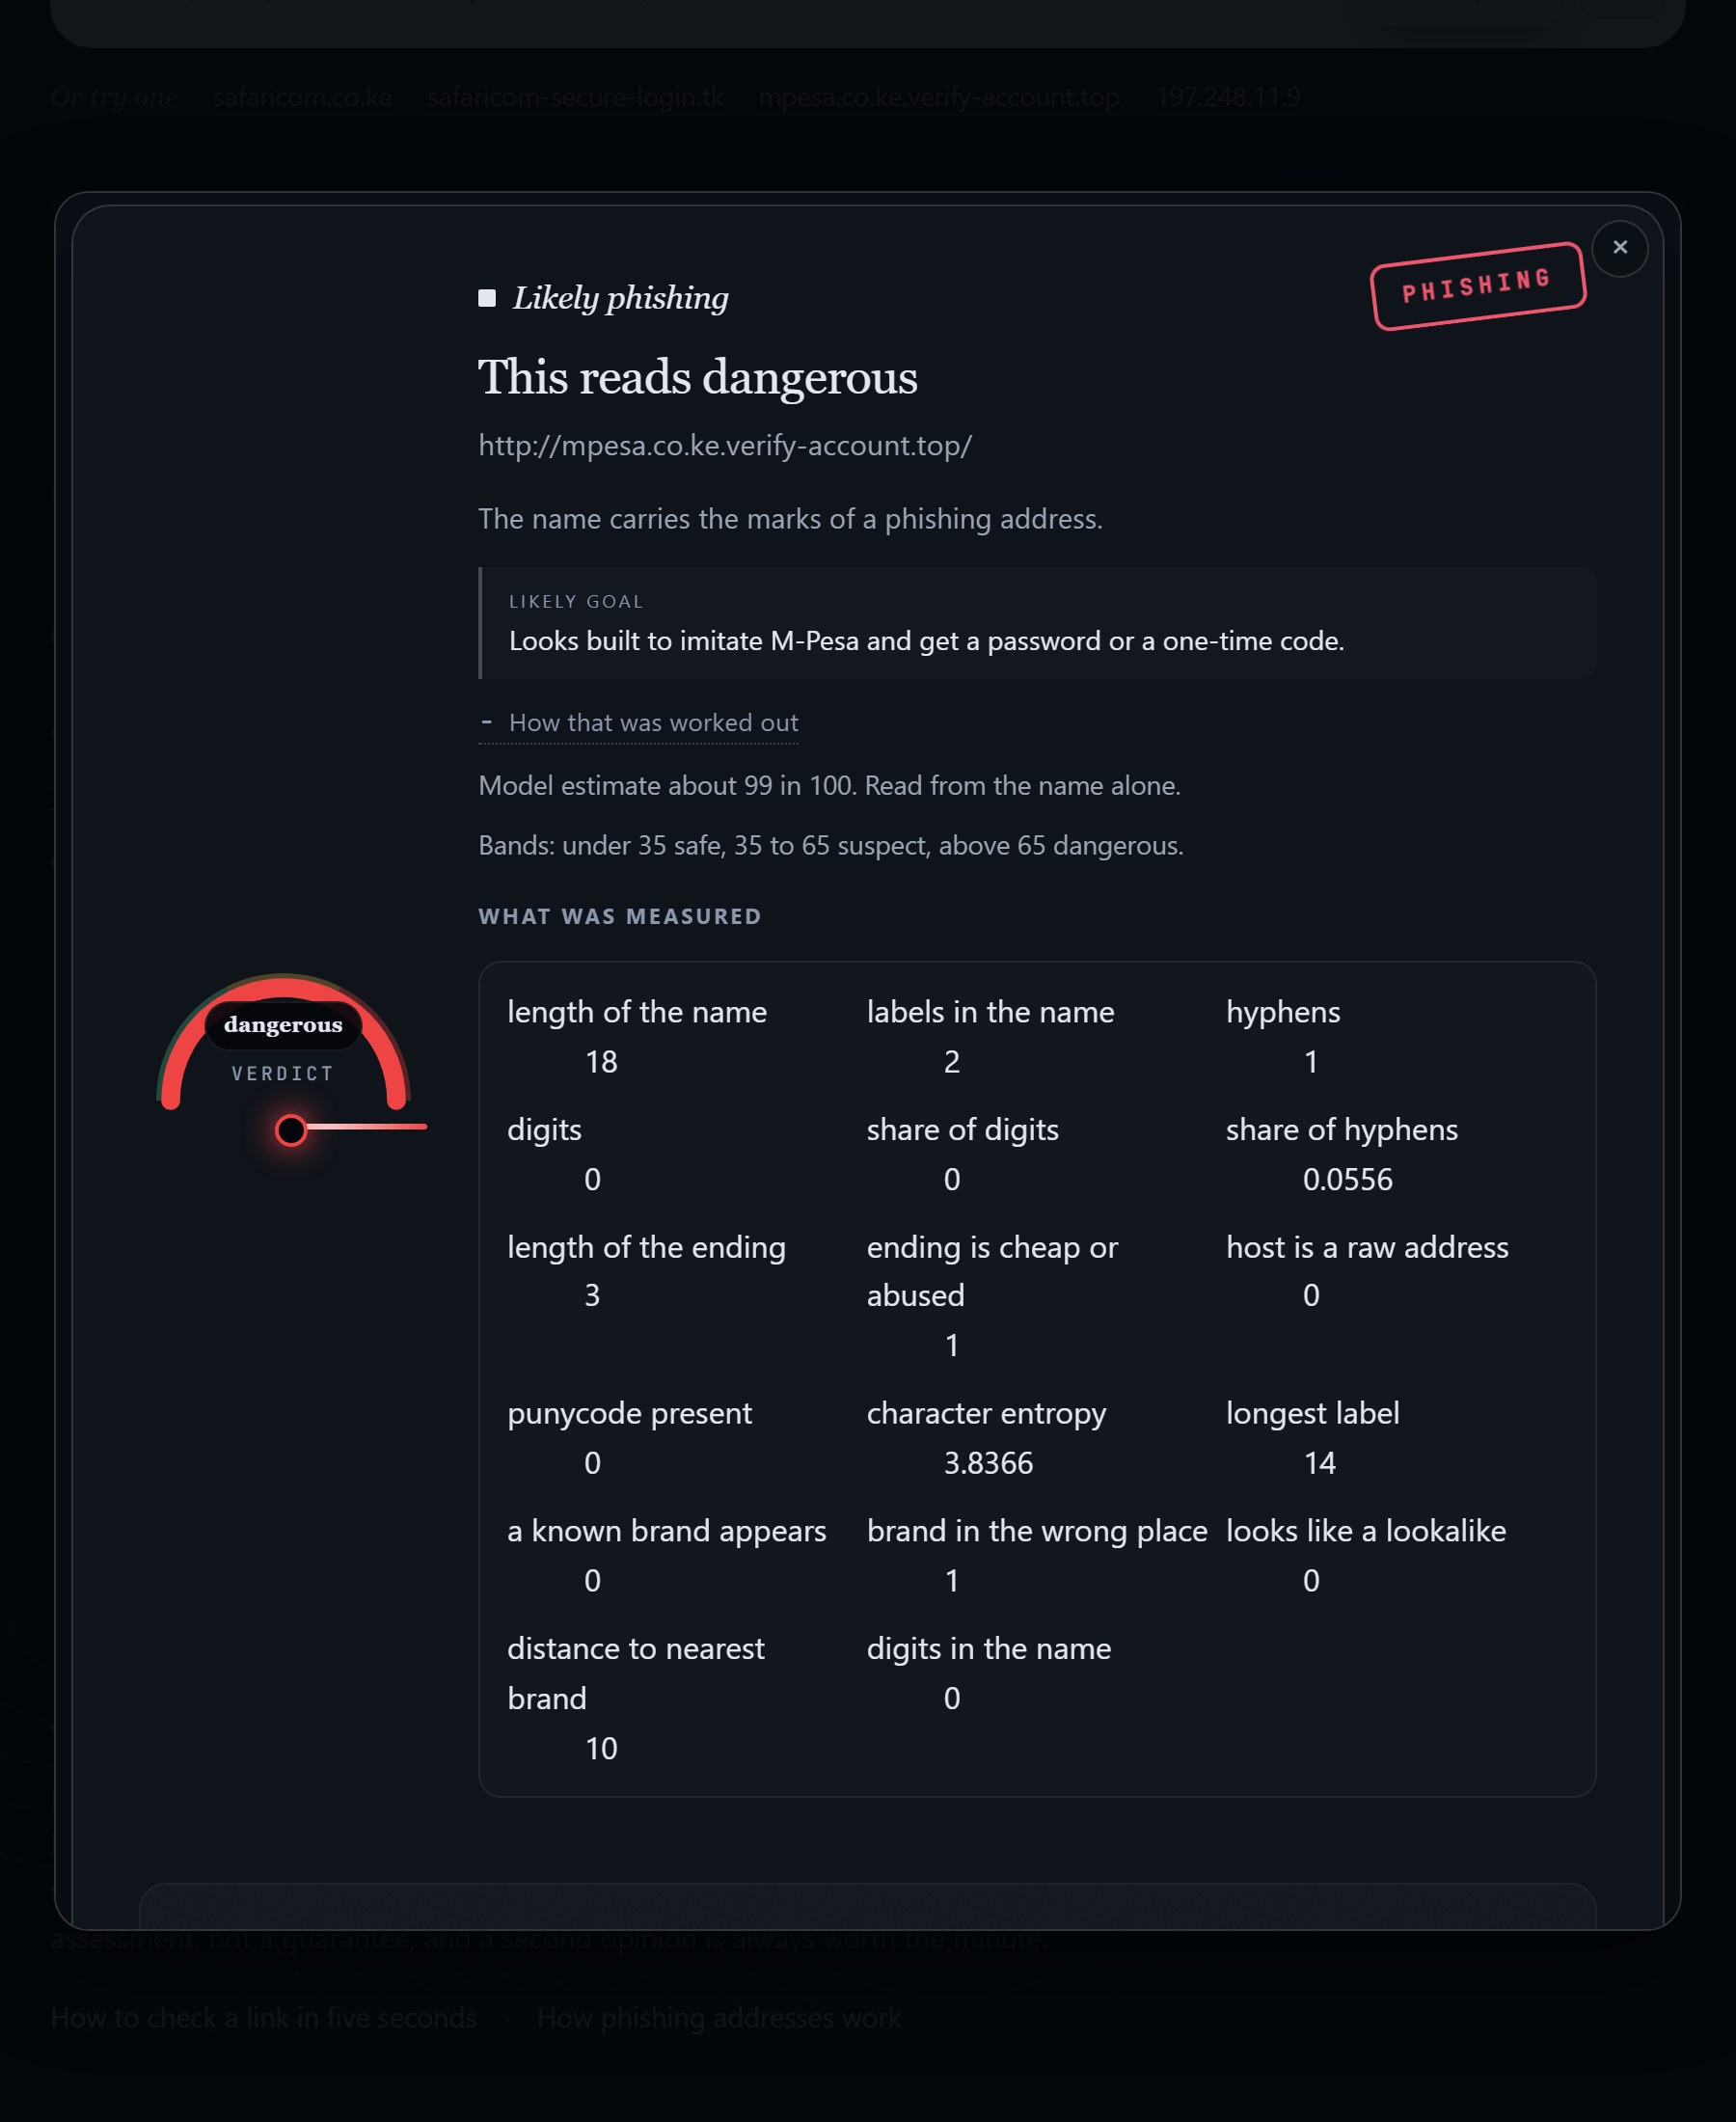 Or try one safaricom.co.ke safaricom-secure-login.tk mpesa.co.ke.verify-account.top 197.248.11.9
×
PHISHING
Likely phishing
This reads dangerous
http://mpesa.co.ke.verify-account.top/
The name carries the marks of a phishing address.
LIKELY GOAL
Looks built to imitate M-Pesa and get a password or a one-time code.
- How that was worked out
Model estimate about 99 in 100. Read from the name alone.
Bands: under 35 safe, 35 to 65 suspect, above 65 dangerous.
WHAT WAS MEASURED
dangerous
VERDICT
length of the name labels in the name hyphens
18 2 1
digits share of digits share of hyphens
0 0 0.0556
length of the ending ending is cheap or host is a raw address
3 abused 0
1
punycode present character entropy longest label
0 3.8366 14
a known brand appears brand in the wrong place looks like a lookalike
0 1 0
distance to nearest digits in the name
brand 0
10
assessment, not a guarantee, and a second opinion is always worth the minute.
How to check a link in five seconds · How phishing addresses work